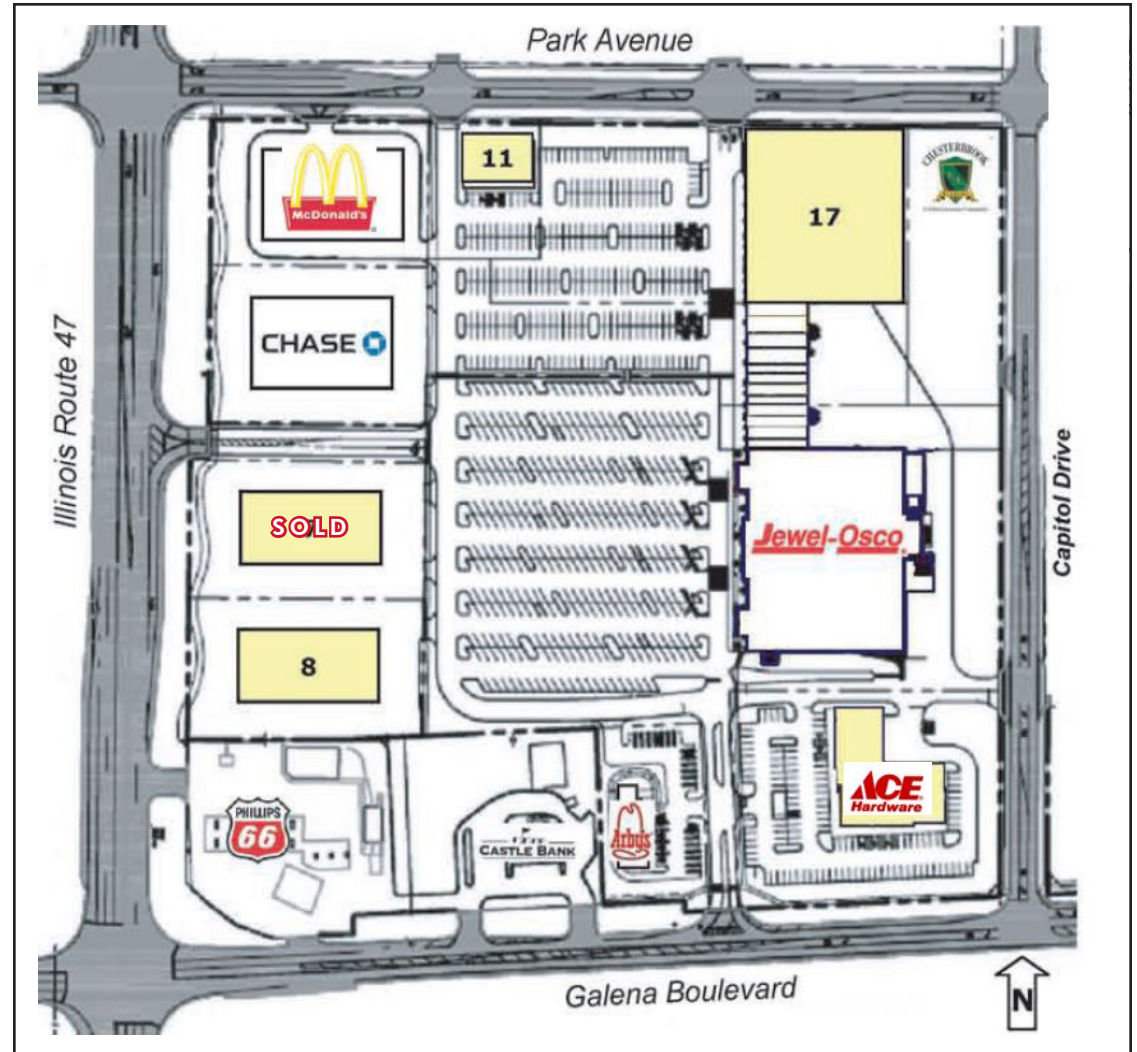 Park Avenue
McDonald's
11
17
CHESTERBROOK
CHASE
Illinois Route 47
SOLD
8
Jewel-Osco
Capitol Drive
PHILLIPS
66
CASTLE BANK
Arby's
ACE
Hardware
Galena Boulevard
N